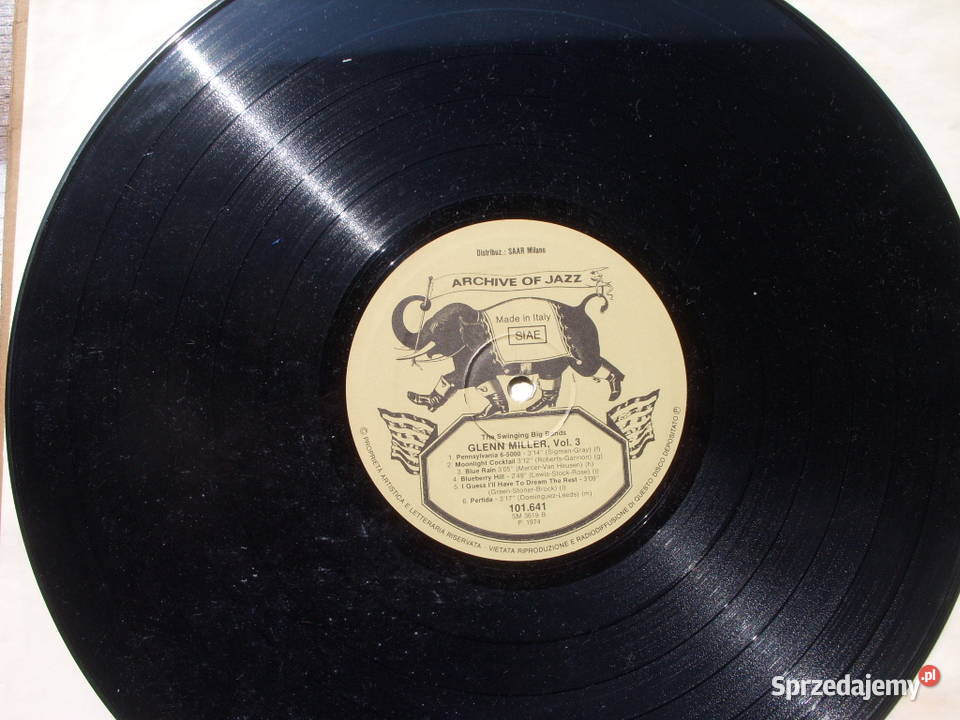 Distribuz.: SAAR Milano
ARCHIVE OF JAZZ
Made in Italy
SIAE
The Swinging Big Bands
GLENN MILLER, Vol. 3
1. Pennsylvania 6-5000 - 3'14" (Sigman-Gray) (f)
2. Moonlight Cocktail 3'12" (Roberts-Gannon) (g)
3. Blue Rain 3'05" (Mercer-Van Heusen) (h)
4. Blueberry Hill - 2'48" (Lewis-Stock-Rose) (i)
5. I Guess I'll Have To Dream The Rest - 3'09"
(Green-Stoner-Brock) (l)
6. Perfida - 3'17" (Dominguez-Leeds) (m)
101.641
SM 3619 B
P. 1974
© PROPRIETÀ ARTISTICA E LETTERARIA RISERVATA - VIETATA RIPRODUZIONE E RADIODIFFUSIONE DI QUESTO DISCO DEPOSITATO ℗
Sprzedajemy.pl